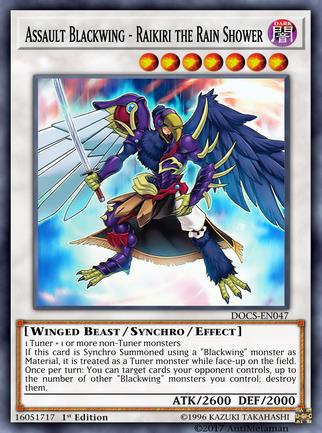 Assault Blackwing - Raikiri the Rain Shower
DARK
闇
DOCS-EN047
[Winged Beast / Synchro / Effect]
1 Tuner + 1 or more non-Tuner monsters
If this card is Synchro Summoned using a "Blackwing" monster as
Material, it is treated as a Tuner monster while face-up on the field.
Once per turn: You can target cards your opponent controls, up to
the number of other "Blackwing" monsters you control; destroy
them.
ATK/2600 DEF/2000
16051717 1st Edition ©1996 KAZUKI TAKAHASHI
©2017 AntiMetaman